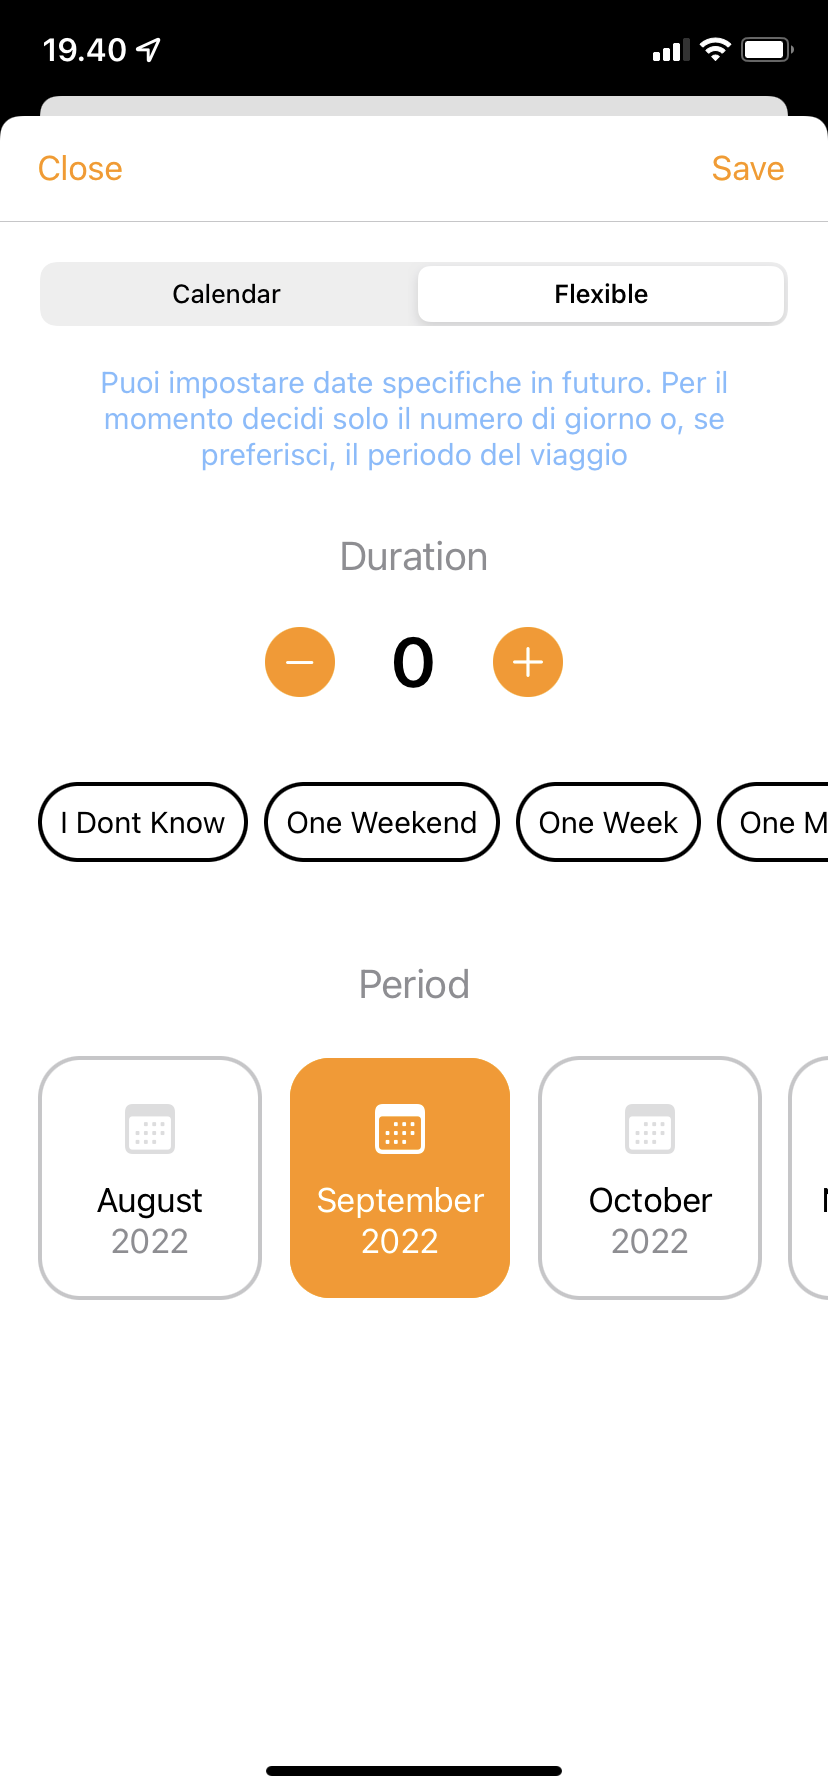 19.40
Close
Save
Calendar
Flexible
Puoi impostare date specifiche in futuro. Per il
momento decidi solo il numero di giorno o, se
preferisci, il periodo del viaggio
Duration
0
I Dont Know
One Weekend
One Week
One M
Period
August
2022
September
2022
October
2022